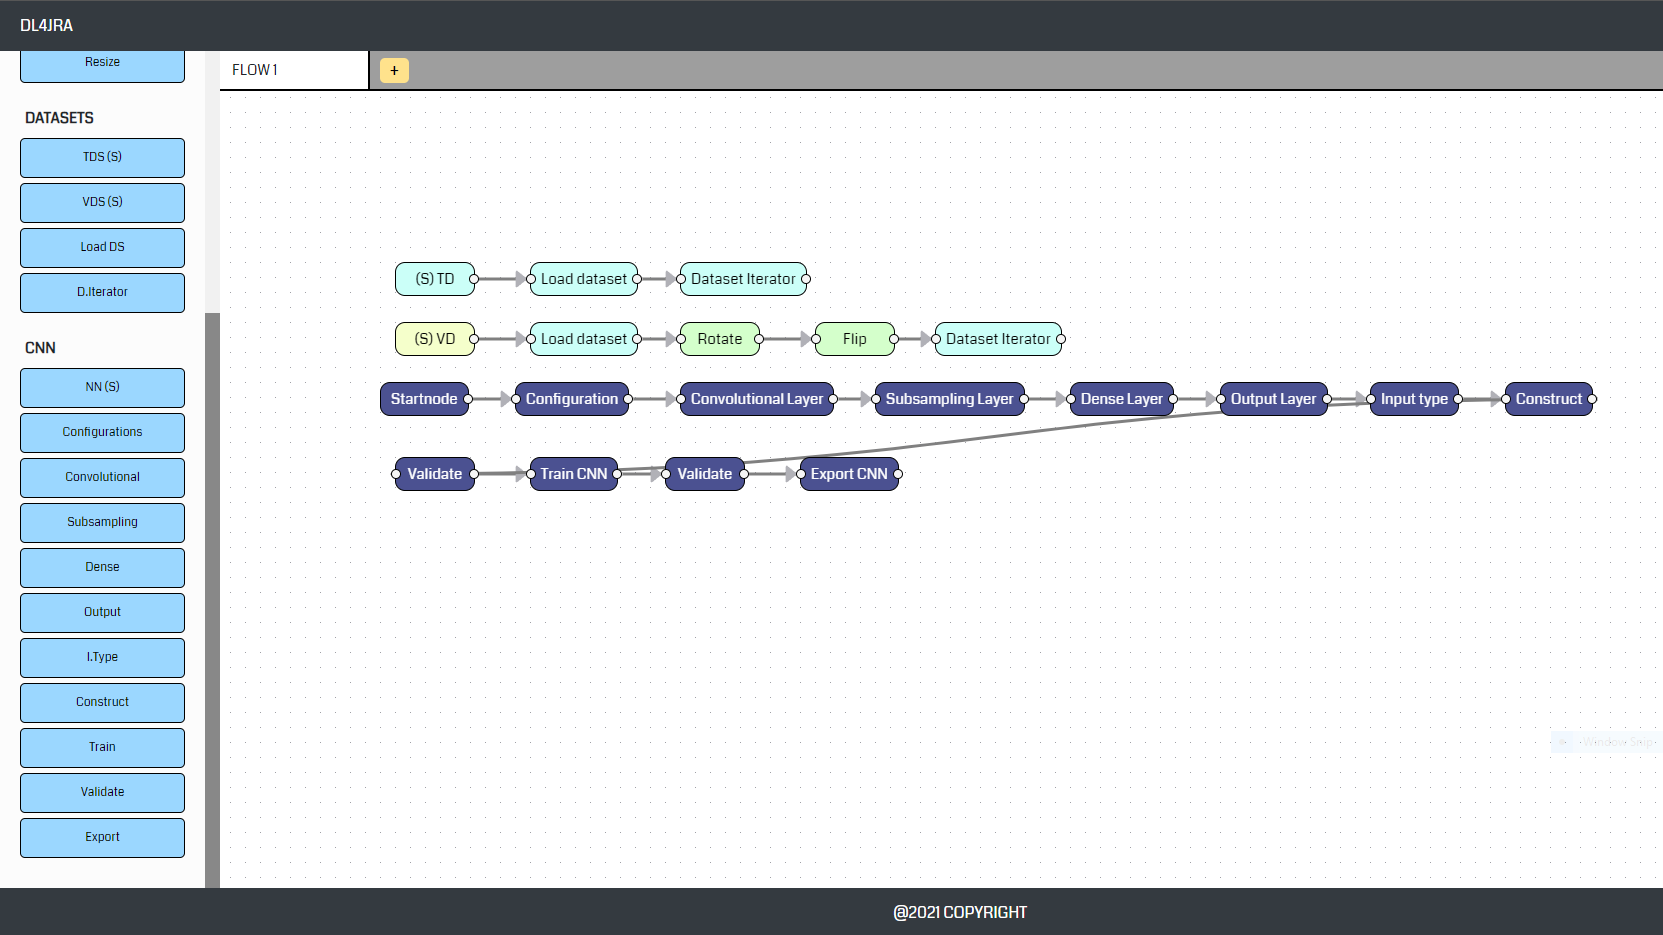 DL4JRA
Resize
DATASETS
TDS (S)
VDS (S)
Load DS
D.Iterator
CNN
NN (S)
Configurations
Convolutional
Subsampling
Dense
Output
I.Type
Construct
Train
Validate
Export
FLOW 1
+
(S) TD Load dataset Dataset Iterator
(S) VD Load dataset Rotate Flip Dataset Iterator
Startnode Configuration Convolutional Layer Subsampling Layer Dense Layer Output Layer Input type Construct
Validate Train CNN Validate Export CNN
Window Snip
@2021 COPYRIGHT